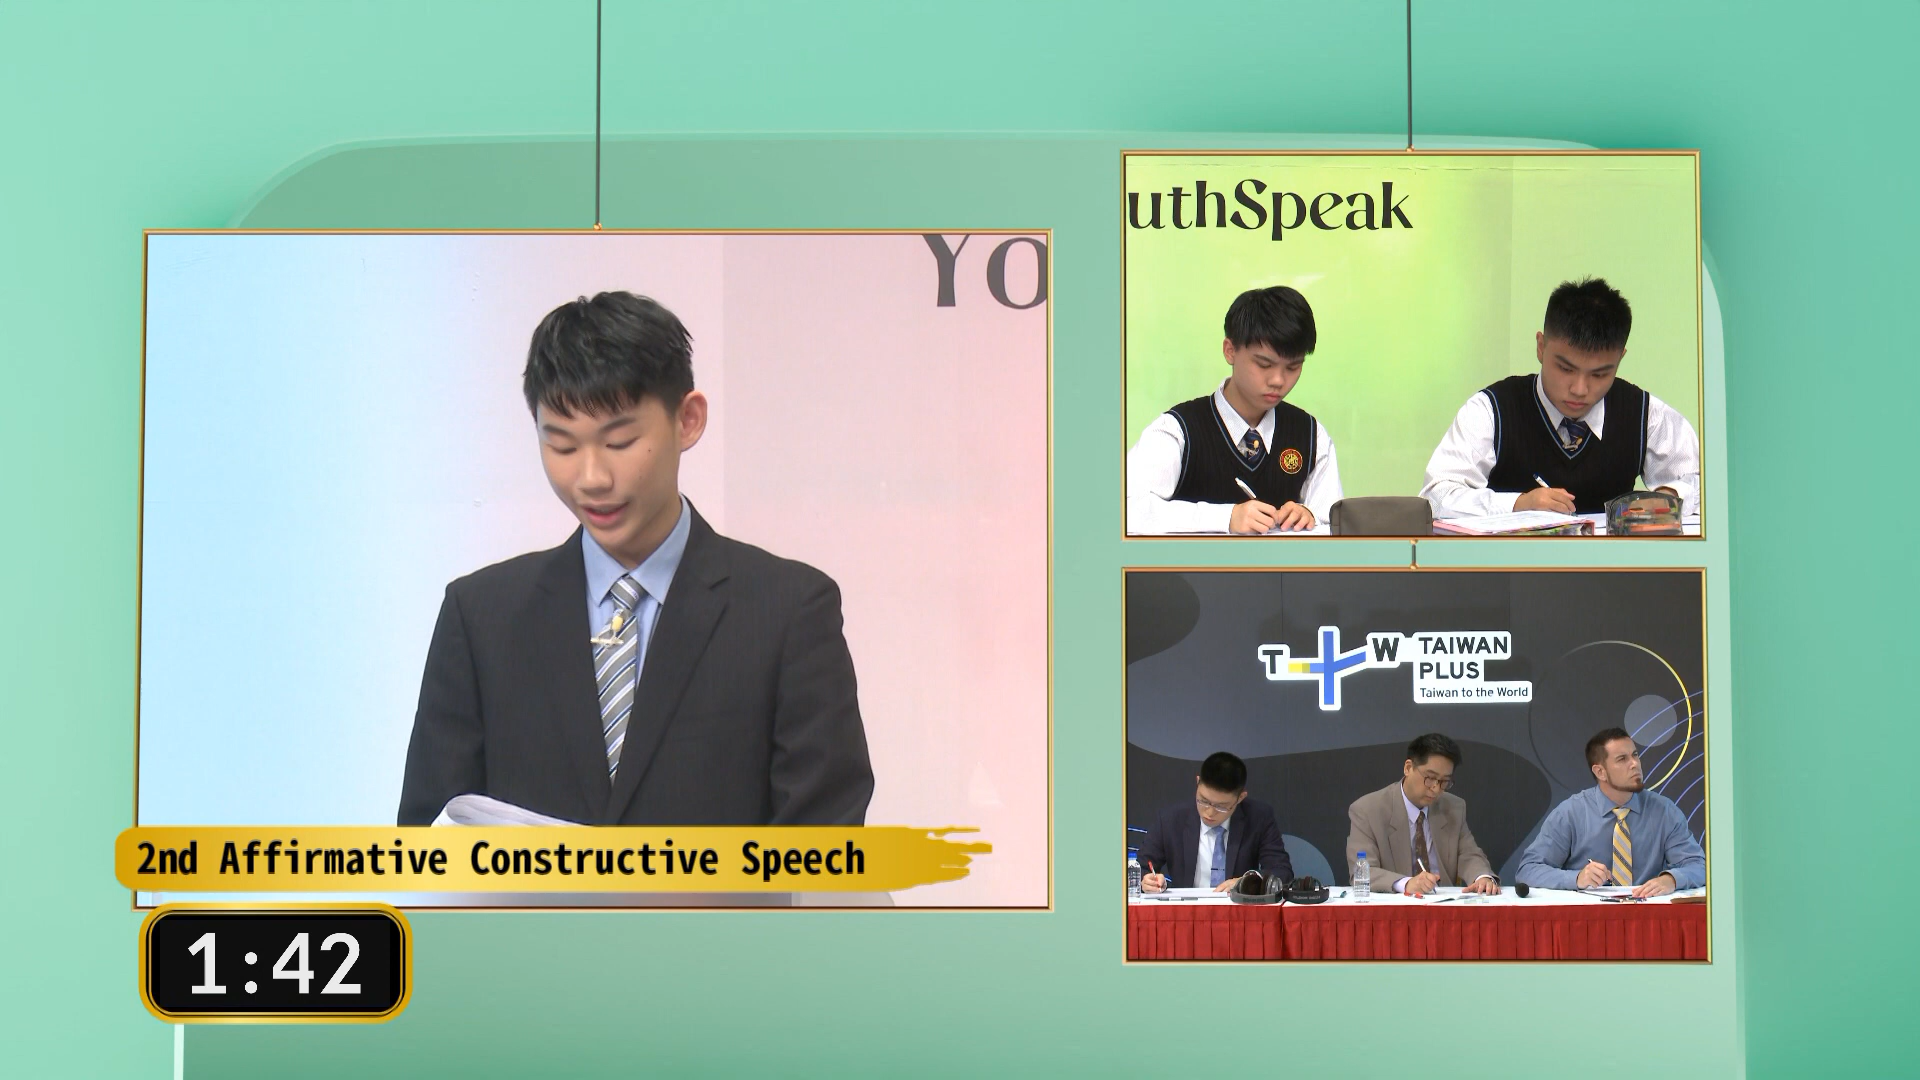 Yo
2nd Affirmative Constructive Speech
1:42
uthSpeak
T W
TAIWAN
PLUS
Taiwan to the World